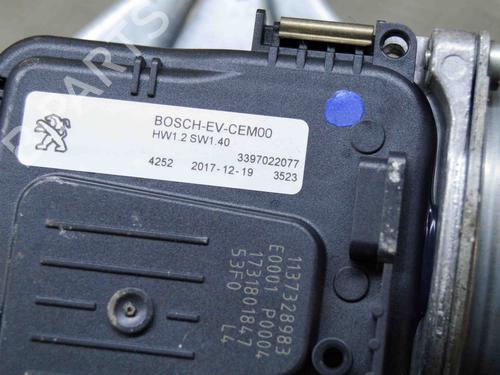 BOSCH-EV-CEM00
HW1.2 SW1.40
3397022077
4252 2017-12-19 3523
1137328983
E0001 P0004
1731801847
53F0 L4
B-PARTS